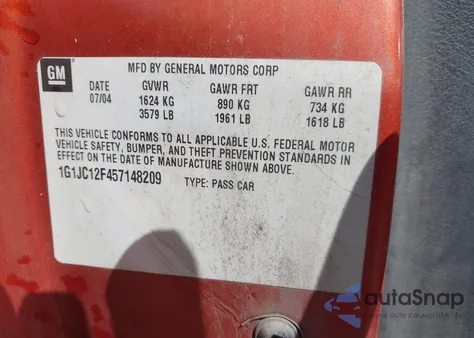 GM
MFD BY GENERAL MOTORS CORP
DATE GVWR GAWR FRT GAWR RR
07/04 1624 KG 890 KG 734 KG
3579 LB 1961 LB 1618 LB
THIS VEHICLE CONFORMS TO ALL APPLICABLE U.S. FEDERAL MOTOR
VEHICLE SAFETY, BUMPER, AND THEFT PREVENTION STANDARDS IN
EFFECT ON THE DATE OF MANUFACTURE SHOWN ABOVE.
1G1JC12F457148209 TYPE: PASS CAR
autoSnap